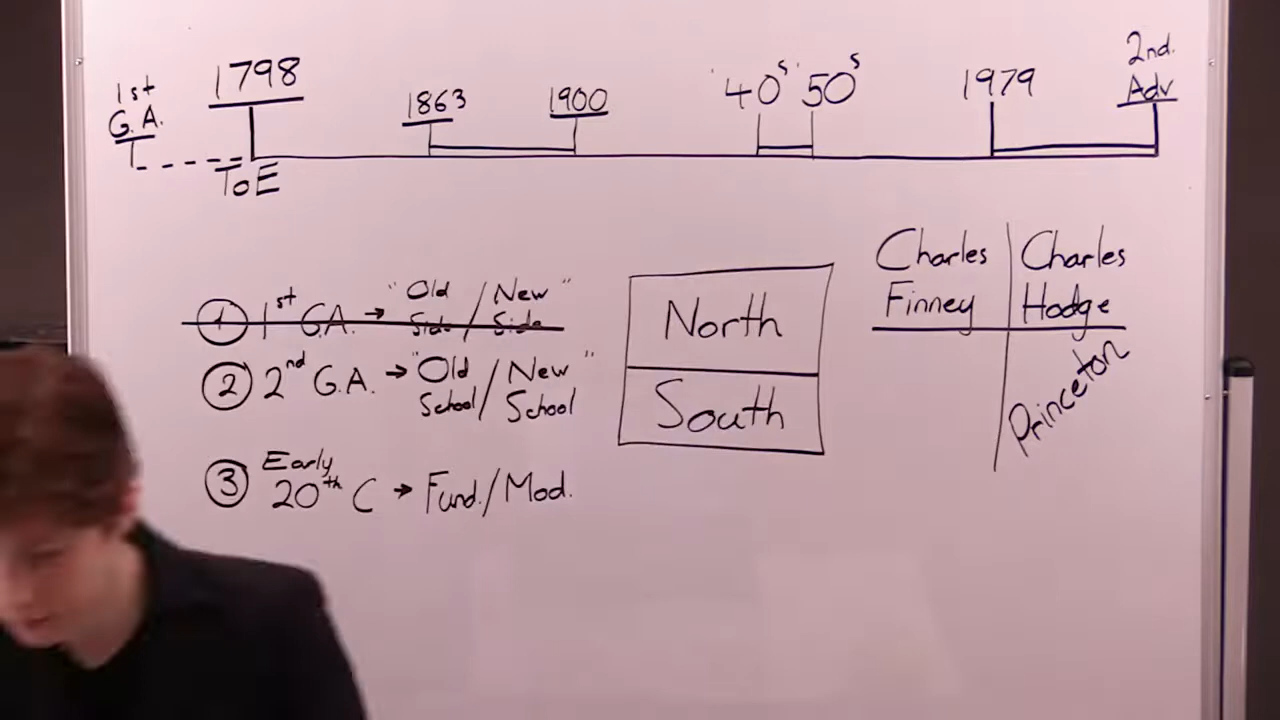 1st
G.A.
1798
ToE
1863
1900
'40s '50s
1979
2nd.
Adv
① 1st G.A. → "Old Side / New Side"
② 2nd G.A. → "Old School / New School"
③ Early 20th C → Fund./Mod.
North
South
Charles
Finney
Charles
Hodge
Princeton